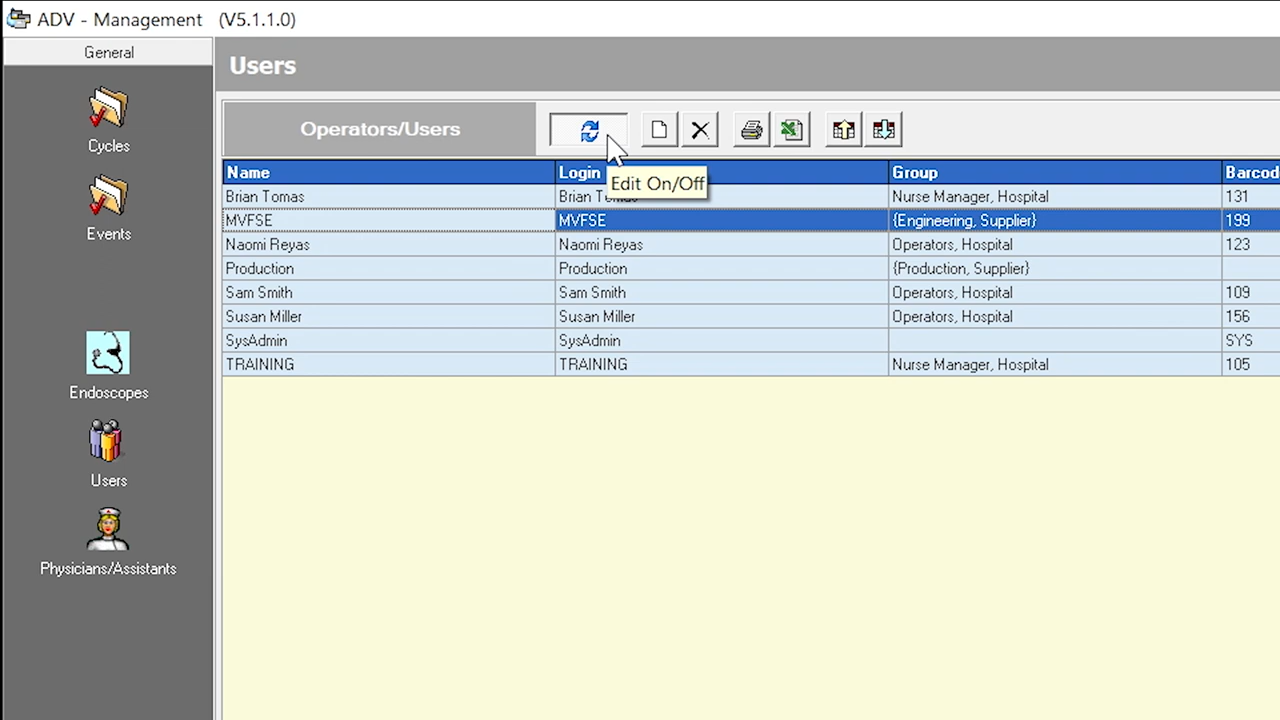 ADV - Management (V5.1.1.0)
General
Users
Cycles
Events
Endoscopes
Users
Physicians/Assistants
Operators/Users
Edit On/Off
Name Login Group Barcod
Brian Tomas Brian Tomas Nurse Manager, Hospital 131
MVFSE MVFSE {Engineering, Supplier} 199
Naomi Reyas Naomi Reyas Operators, Hospital 123
Production Production {Production, Supplier}
Sam Smith Sam Smith Operators, Hospital 109
Susan Miller Susan Miller Operators, Hospital 156
SysAdmin SysAdmin SYS
TRAINING TRAINING Nurse Manager, Hospital 105